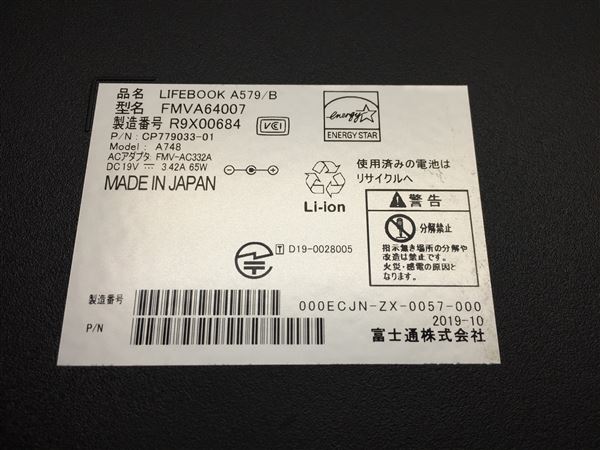 品名 LIFEBOOK A579/B
型名 FMVA64007
製造番号 R9X00684
VCCI
P/N: CP779033-01
Model: A748
ACアダプタ: FMV-AC332A
DC 19V 3.42A 65W
MADE IN JAPAN
energy
ENERGY STAR
Li-ion
使用済みの電池は
リサイクルへ
警告
分解禁止
指示無き場所の分解や
改造は禁止です。
火災・感電の原因と
なります。
T D19-0028005
製造番号
P/N
000ECJN-ZX-0057-000
2019-10
富士通株式会社